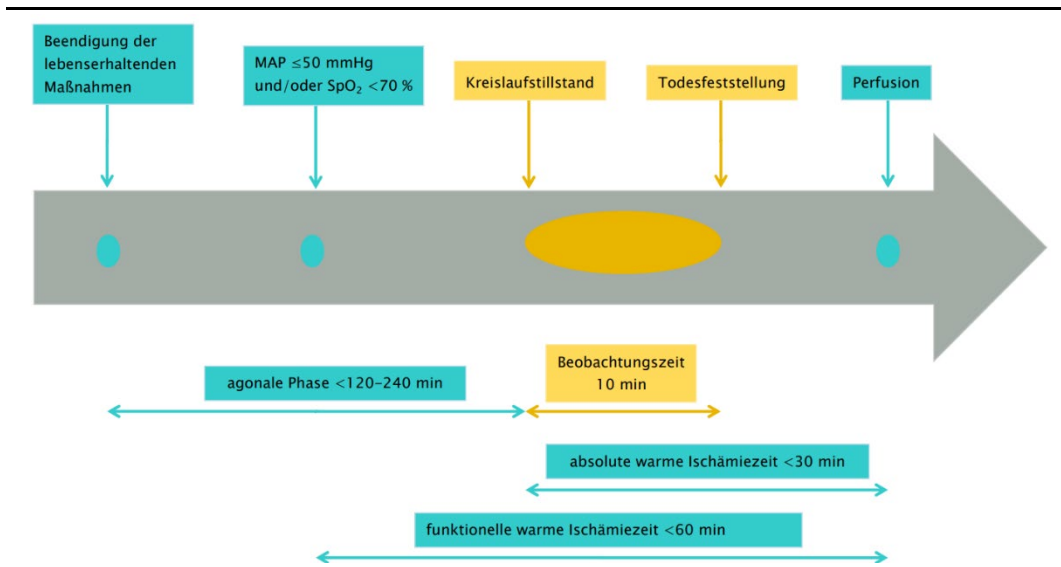 Beendigung der
lebenserhaltenden
Maßnahmen
MAP ≤50 mmHg
und/oder SpO₂ <70 %
Kreislaufstillstand
Todesfeststellung
Perfusion
agonale Phase <120–240 min
Beobachtungszeit
10 min
absolute warme Ischämiezeit <30 min
funktionelle warme Ischämiezeit <60 min